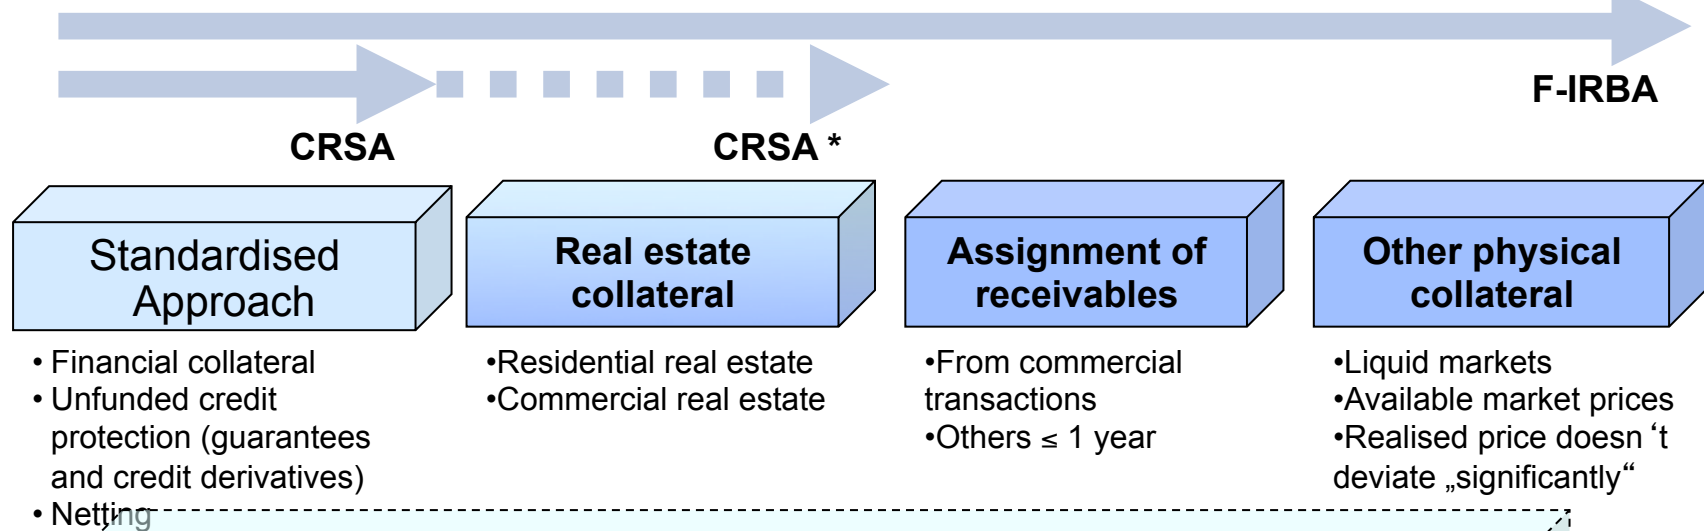 F-IRBA
CRSA
CRSA *
Standardised
Approach
• Financial collateral
• Unfunded credit
protection (guarantees
and credit derivatives)
• Netting
Real estate
collateral
•Residential real estate
•Commercial real estate
Assignment of
receivables
•From commercial
transactions
•Others ≤ 1 year
Other physical
collateral
•Liquid markets
•Available market prices
•Realised price doesn‘t
deviate „significantly“